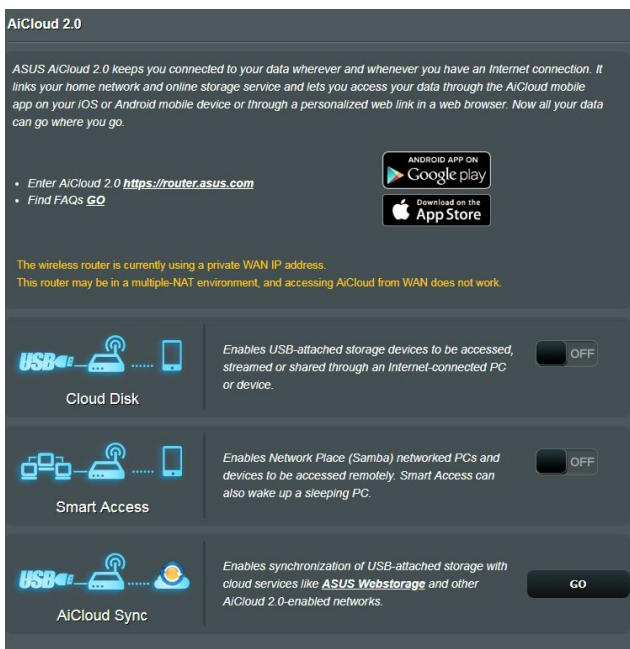 AiCloud 2.0
ASUS AiCloud 2.0 keeps you connected to your data wherever and whenever you have an Internet connection. It
links your home network and online storage service and lets you access your data through the AiCloud mobile
app on your iOS or Android mobile device or through a personalized web link in a web browser. Now all your data
can go where you go.
Enter AiCloud 2.0 https://router.asus.com
Find FAQs GO
ANDROID APP ON
Google play
Download on the
App Store
The wireless router is currently using a private WAN IP address.
This router may be in a multiple-NAT environment, and accessing AiCloud from WAN does not work.
USB
Cloud Disk
Enables USB-attached storage devices to be accessed,
streamed or shared through an Internet-connected PC
or device.
OFF
Smart Access
Enables Network Place (Samba) networked PCs and
devices to be accessed remotely. Smart Access can
also wake up a sleeping PC.
OFF
USB
AiCloud Sync
Enables synchronization of USB-attached storage with
cloud services like ASUS Webstorage and other
AiCloud 2.0-enabled networks.
GO